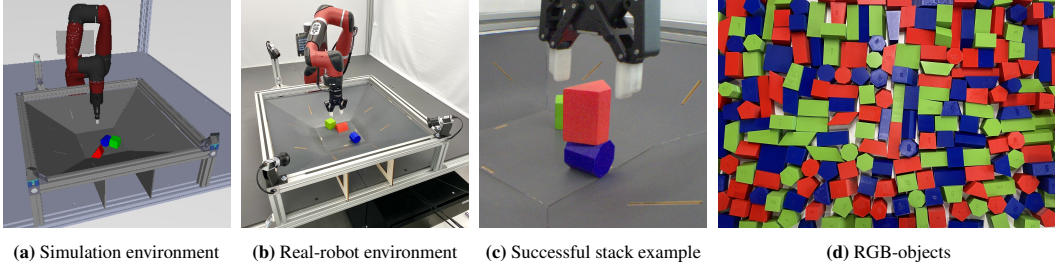 (a) Simulation environment
(b) Real-robot environment
(c) Successful stack example
(d) RGB-objects